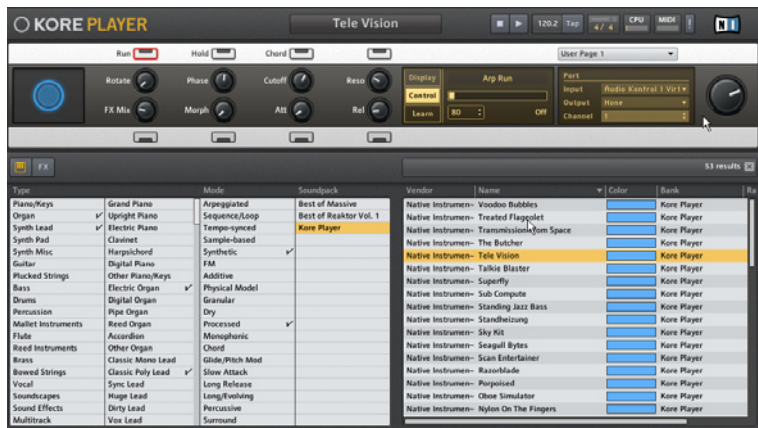 KORE PLAYER Tele Vision 120.2 Tap 4/ 4 CPU MIDI !
Run Hold Chord User Page 1
Rotate Phase Cutoff Reso Display Arp Run Port
Control Input Audio Kontrol 1 Virt
FX Mix Morph Att Rel Learn 80 Off Output None
Channel 1
FX 53 results
Type Mode Soundpack Vendor Name Color Bank Ra
Piano/Keys Grand Piano Arpeggiated Best of Massive Native Instrumen- Voodoo Bubbles Kore Player
Organ Upright Piano Sequence/Loop Best of Reaktor Vol. 1 Native Instrumen- Treated Flageolet Kore Player
Synth Lead Electric Piano Tempo-synced Kore Player Native Instrumen- Transmission from Space Kore Player
Synth Pad Clavinet Sample-based Native Instrumen- The Butcher Kore Player
Synth Misc Harpsichord Synthetic Native Instrumen- Tele Vision Kore Player
Guitar Digital Piano FM Native Instrumen- Talkie Blaster Kore Player
Plucked Strings Other Piano/Keys Additive Native Instrumen- Superfly Kore Player
Bass Electric Organ Physical Model Native Instrumen- Sub Compute Kore Player
Drums Digital Organ Granular Native Instrumen- Standing Jazz Bass Kore Player
Percussion Pipe Organ Dry Native Instrumen- Standheizung Kore Player
Mallet Instruments Reed Organ Processed Native Instrumen- Sky Kit Kore Player
Flute Accordion Monophonic Native Instrumen- Seagull Bytes Kore Player
Reed Instruments Other Organ Chord Native Instrumen- Scan Entertainer Kore Player
Brass Classic Mono Lead Glide/Pitch Mod Native Instrumen- Razorblade Kore Player
Bowed Strings Classic Poly Lead Slow Attack Native Instrumen- Porpoised Kore Player
Vocal Sync Lead Long Release Native Instrumen- Oboe Simulator Kore Player
Soundscapes Huge Lead Long/Evolving Native Instrumen- Nylon On The Fingers Kore Player
Sound Effects Dirty Lead Percussive
Multitrack Vox Lead Surround